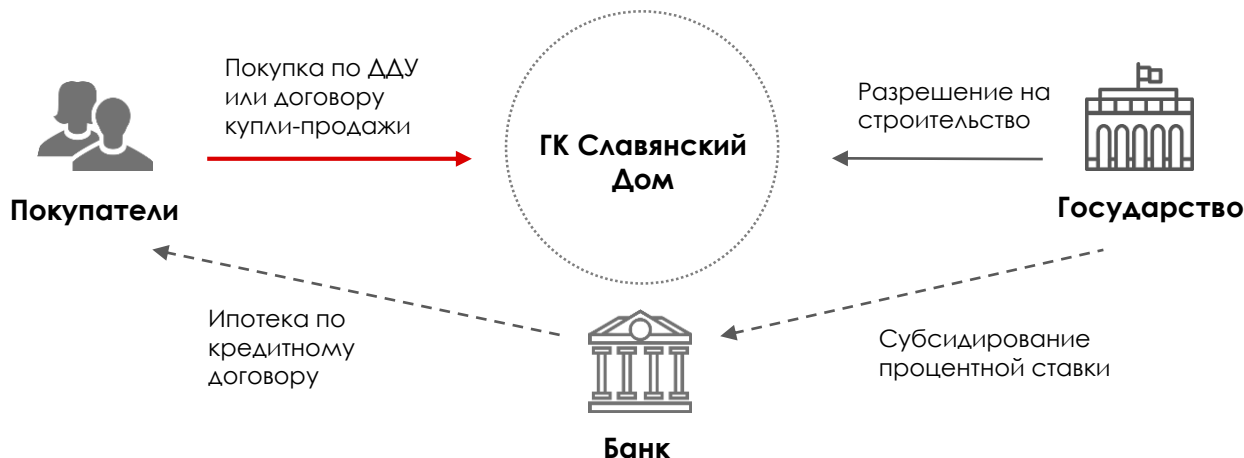 Покупка по ДДУ
или договору
купли-продажи
ГК Славянский
Дом
Разрешение на
строительство
Покупатели
Государство
Ипотека по
кредитному
договору
Субсидирование
процентной ставки
Банк